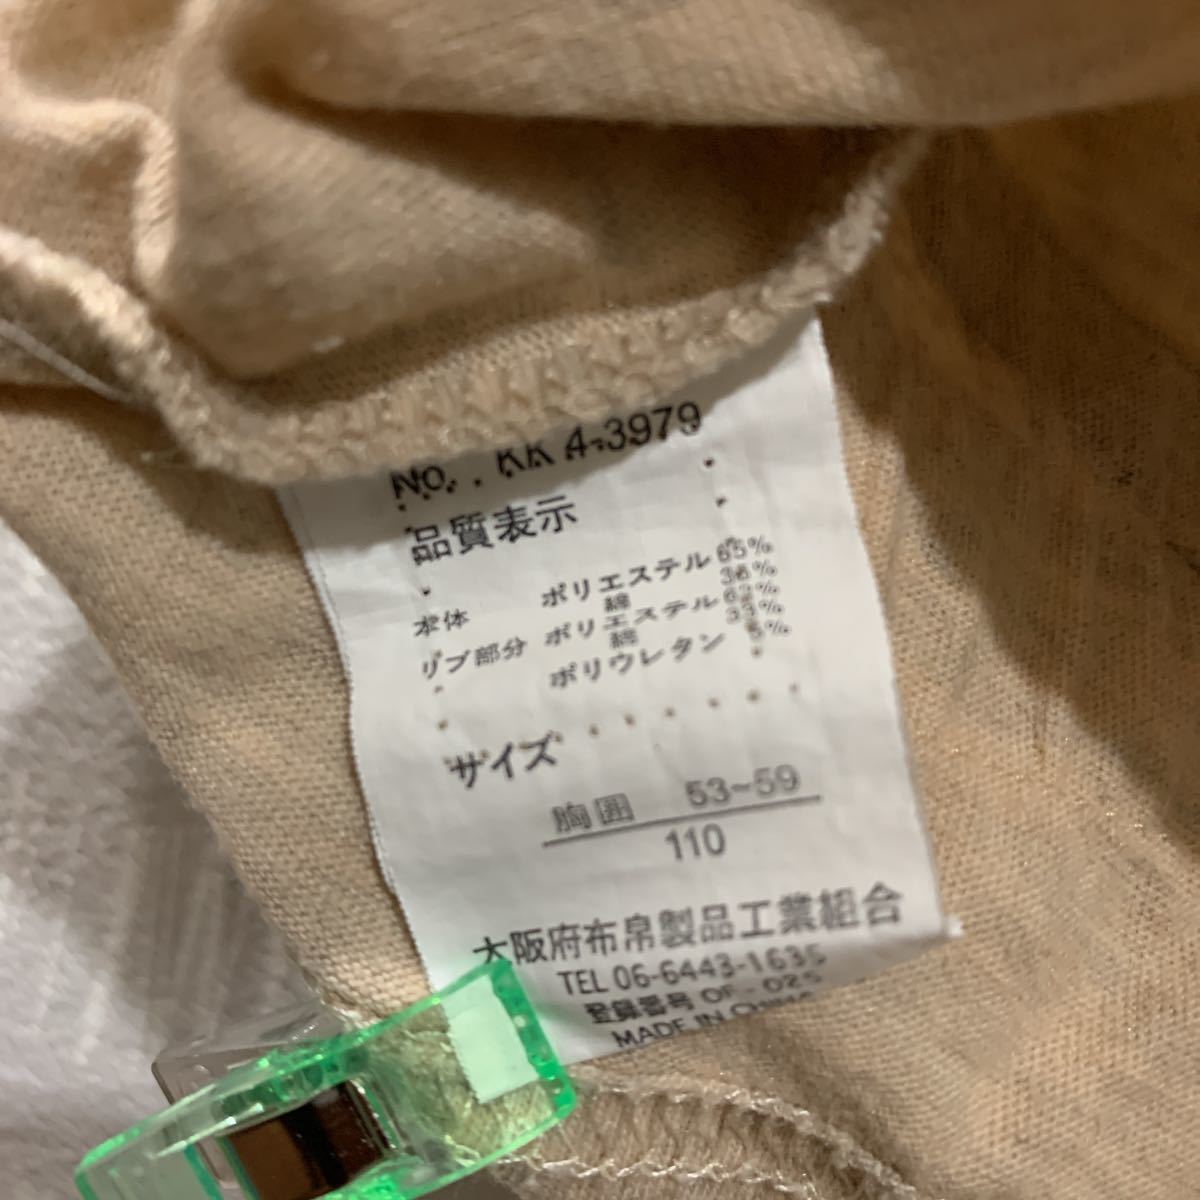 No. KK 4-3979
品質表示
本体 ポリエステル 65%
綿 35%
リブ部分 ポリエステル 62%
綿 33%
ポリウレタン 5%
サイズ
胸囲 53~59
110
大阪府布帛製品工業組合
TEL 06-6443-1635
登録番号 OF-025
MADE IN CHINA